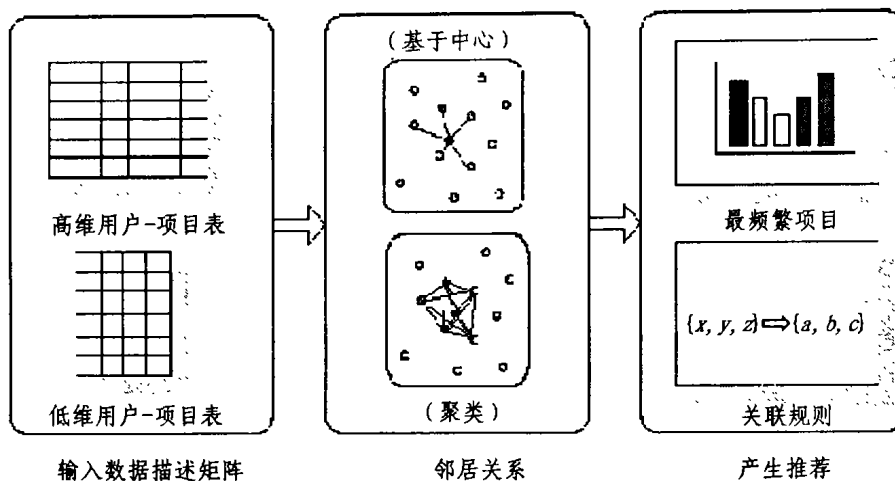 (基于中心)
高维用户-项目表
低维用户-项目表
(聚类)
最频繁项目
{x, y, z}⇒{a, b, c}
关联规则
输入数据描述矩阵
邻居关系
产生推荐